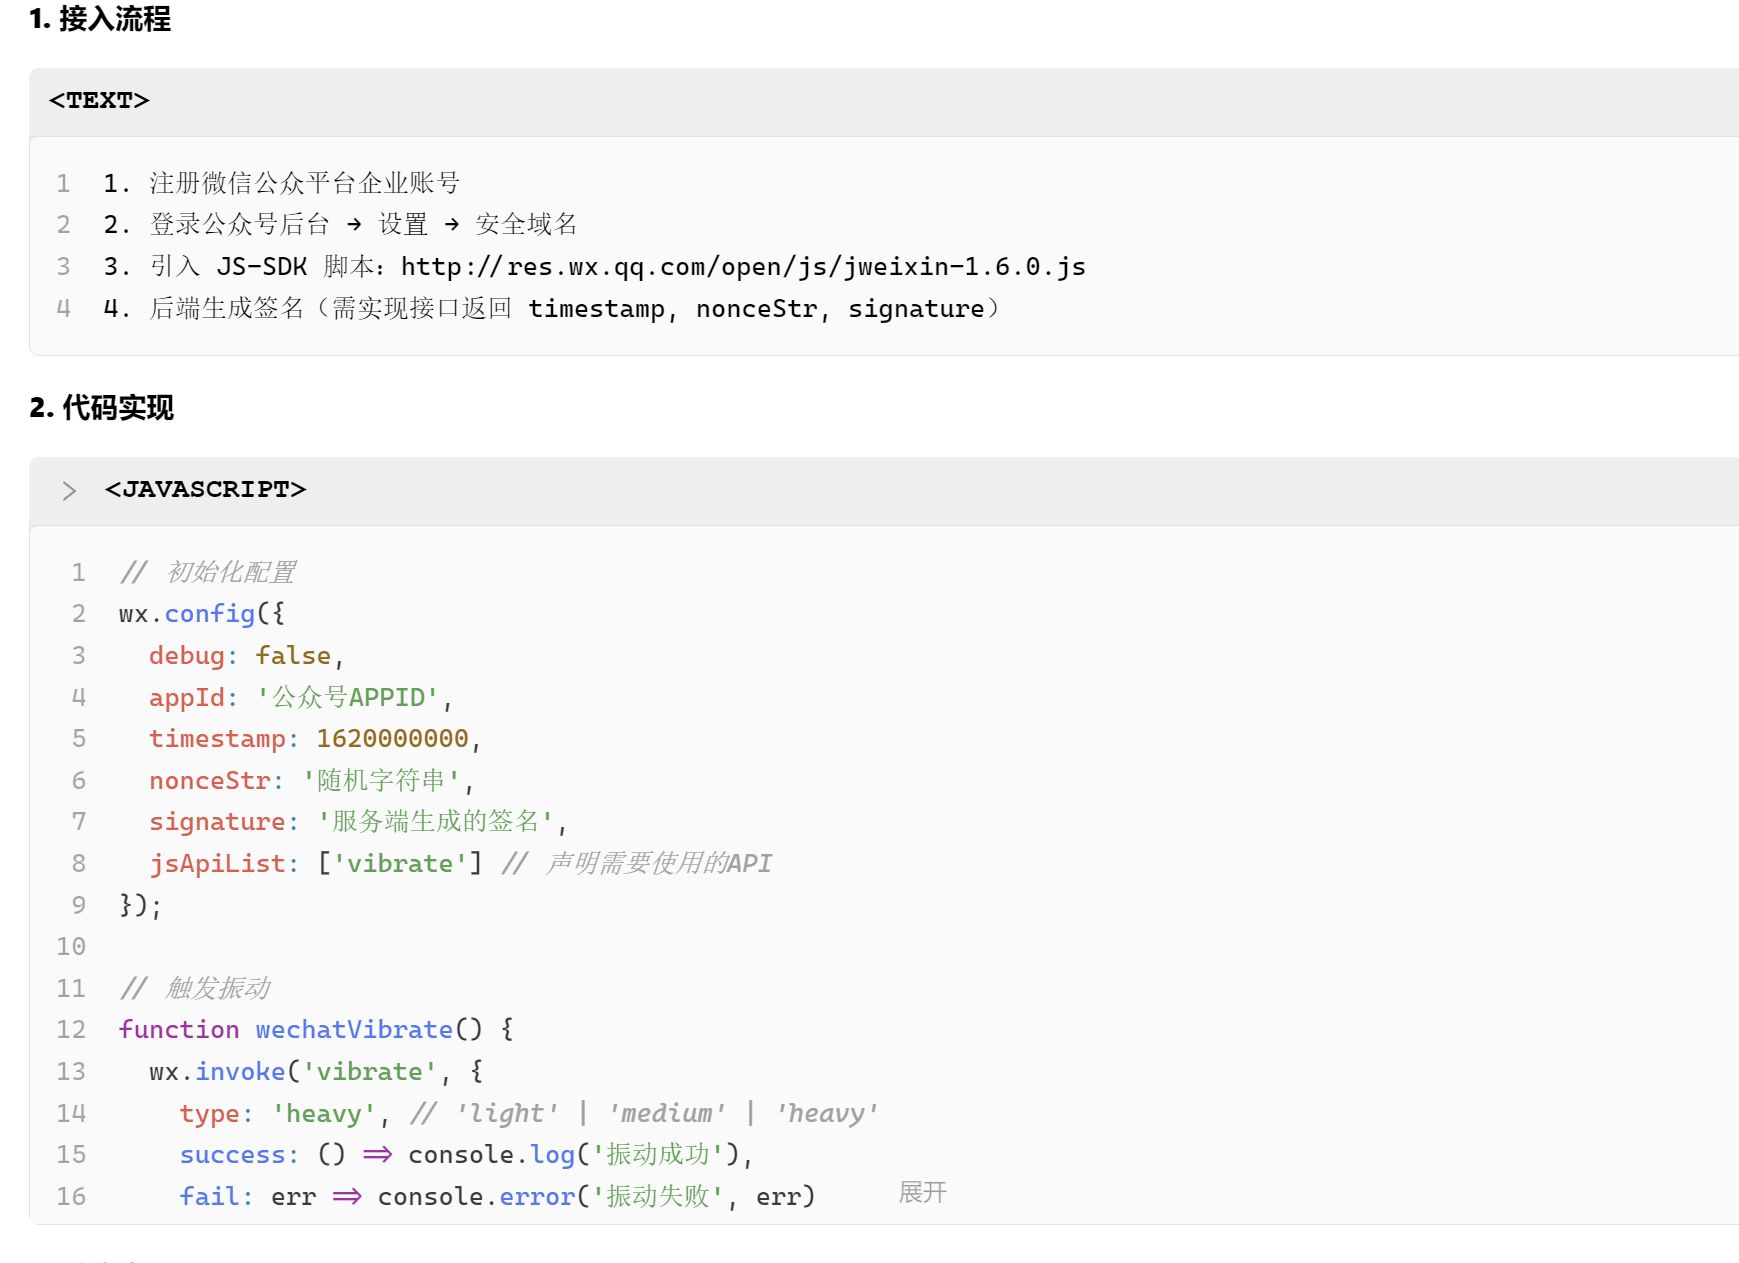 1. 接入流程
<TEXT>
1 1. 注册微信公众平台企业账号
2 2. 登录公众号后台 → 设置 → 安全域名
3 3. 引入 JS-SDK 脚本：http://res.wx.qq.com/open/js/jweixin-1.6.0.js
4 4. 后端生成签名（需实现接口返回 timestamp, nonceStr, signature）
2. 代码实现
> <JAVASCRIPT>
1 // 初始化配置
2 wx.config({
3   debug: false,
4   appId: '公众号APPID',
5   timestamp: 1620000000,
6   nonceStr: '随机字符串',
7   signature: '服务端生成的签名',
8   jsApiList: ['vibrate'] // 声明需要使用的API
9 });
10
11 // 触发振动
12 function wechatVibrate() {
13   wx.invoke('vibrate', {
14     type: 'heavy', // 'light' | 'medium' | 'heavy'
15     success: () => console.log('振动成功'),
16     fail: err => console.error('振动失败', err)
展开